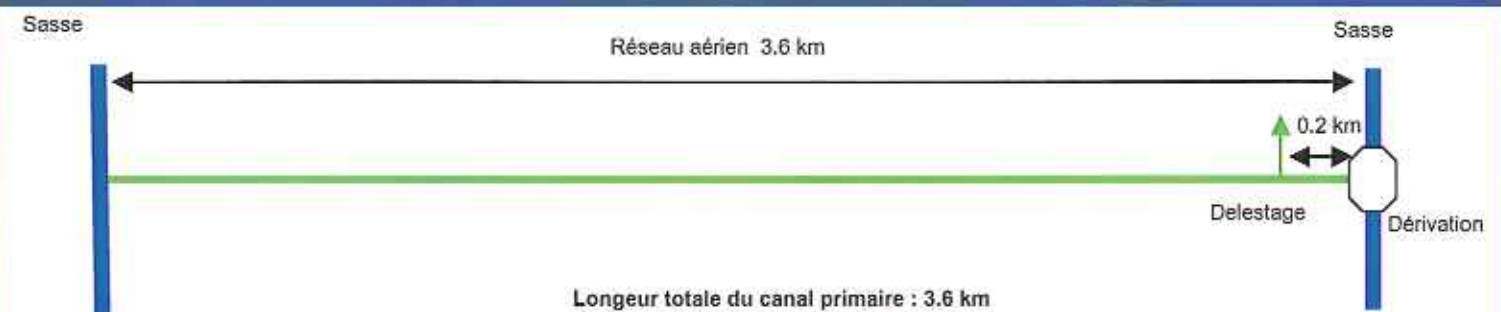 Sasse
Réseau aérien 3.6 km
Sasse
0.2 km
Delestage
Dérivation
Longeur totale du canal primaire : 3.6 km